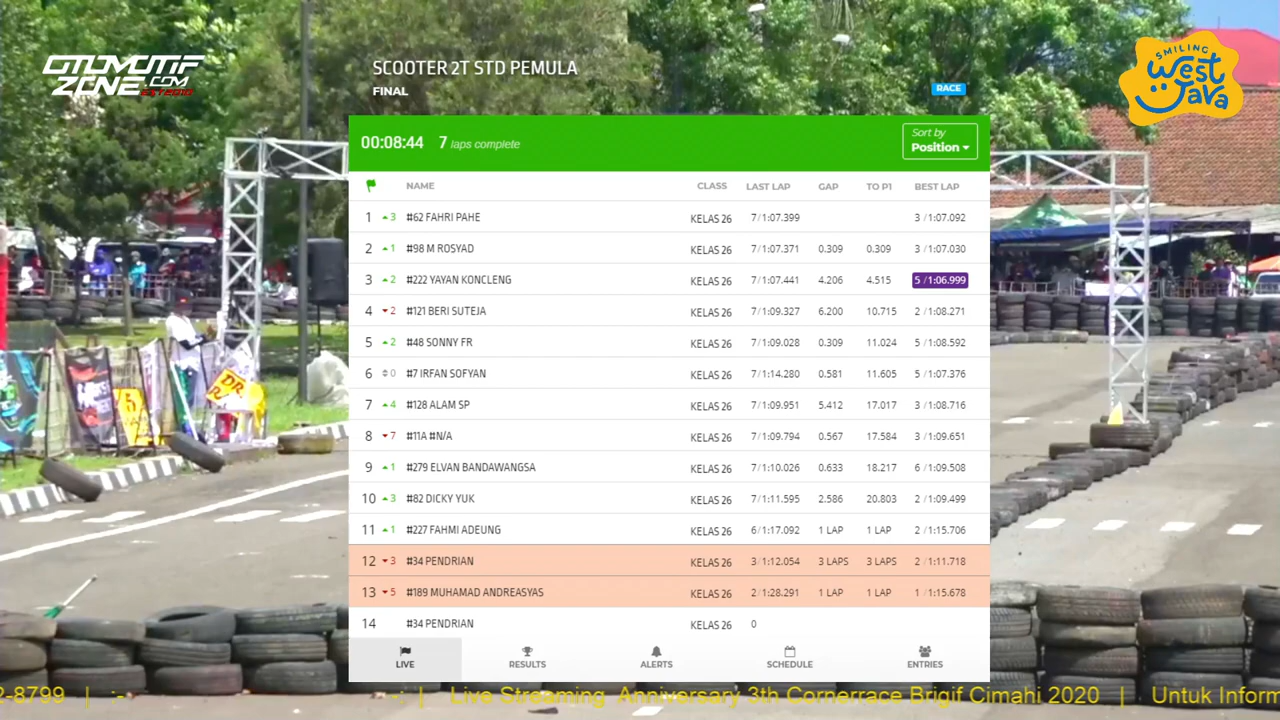 OTOMOTIF
ZONE.COM
SMILING
West
Java
SCOOTER 2T STD PEMULA
FINAL
RACE
00:08:44 7 laps complete
Sort by
Position
NAME CLASS LAST LAP GAP TO P1 BEST LAP
1 3 #62 FAHRI PAHE KELAS 26 7/1:07.399 3/1:07.092
2 1 #98 M ROSYAD KELAS 26 7/1:07.371 0.309 0.309 3/1:07.030
3 2 #222 YAYAN KONCLENG KELAS 26 7/1:07.441 4.206 4.515 5/1:06.999
4 2 #121 BERI SUTEJA KELAS 26 7/1:09.327 6.200 10.715 2/1:08.271
5 2 #48 SONNY FR KELAS 26 7/1:09.028 0.309 11.024 5/1:08.592
6 0 #7 IRFAN SOFYAN KELAS 26 7/1:14.280 0.581 11.605 5/1:07.376
7 4 #128 ALAM SP KELAS 26 7/1:09.951 5.412 17.017 3/1:08.716
8 7 #11A #N/A KELAS 26 7/1:09.794 0.567 17.584 3/1:09.651
9 1 #279 ELVAN BANDAWANGSA KELAS 26 7/1:10.026 0.633 18.217 6/1:09.508
10 3 #82 DICKY YUK KELAS 26 7/1:11.595 2.586 20.803 2/1:09.499
11 1 #227 FAHMI ADEUNG KELAS 26 6/1:17.092 1 LAP 1 LAP 2/1:15.706
12 3 #34 PENDRIAN KELAS 26 3/1:12.054 3 LAPS 3 LAPS 2/1:11.718
13 5 #189 MUHAMAD ANDREASYAS KELAS 26 2/1:28.291 1 LAP 1 LAP 1/1:15.678
14 #34 PENDRIAN KELAS 26 0
LIVE RESULTS ALERTS SCHEDULE ENTRIES
2-8799 | :- | Live Streaming Anniversary 3th Cornerrace Brigif Cimahi 2020 | Untuk Inform